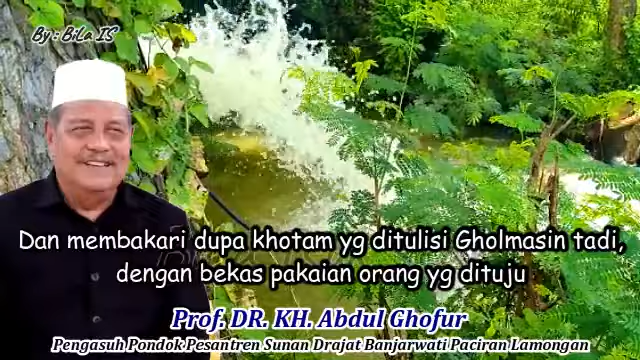 By : BiLa IS
Dan membakari dupa khotam yg ditulisi Gholmasin tadi,
dengan bekas pakaian orang yg dituju
Prof. DR. KH. Abdul Ghofur
Pengasuh Pondok Pesantren Sunan Drajat Banjarwati Paciran Lamongan